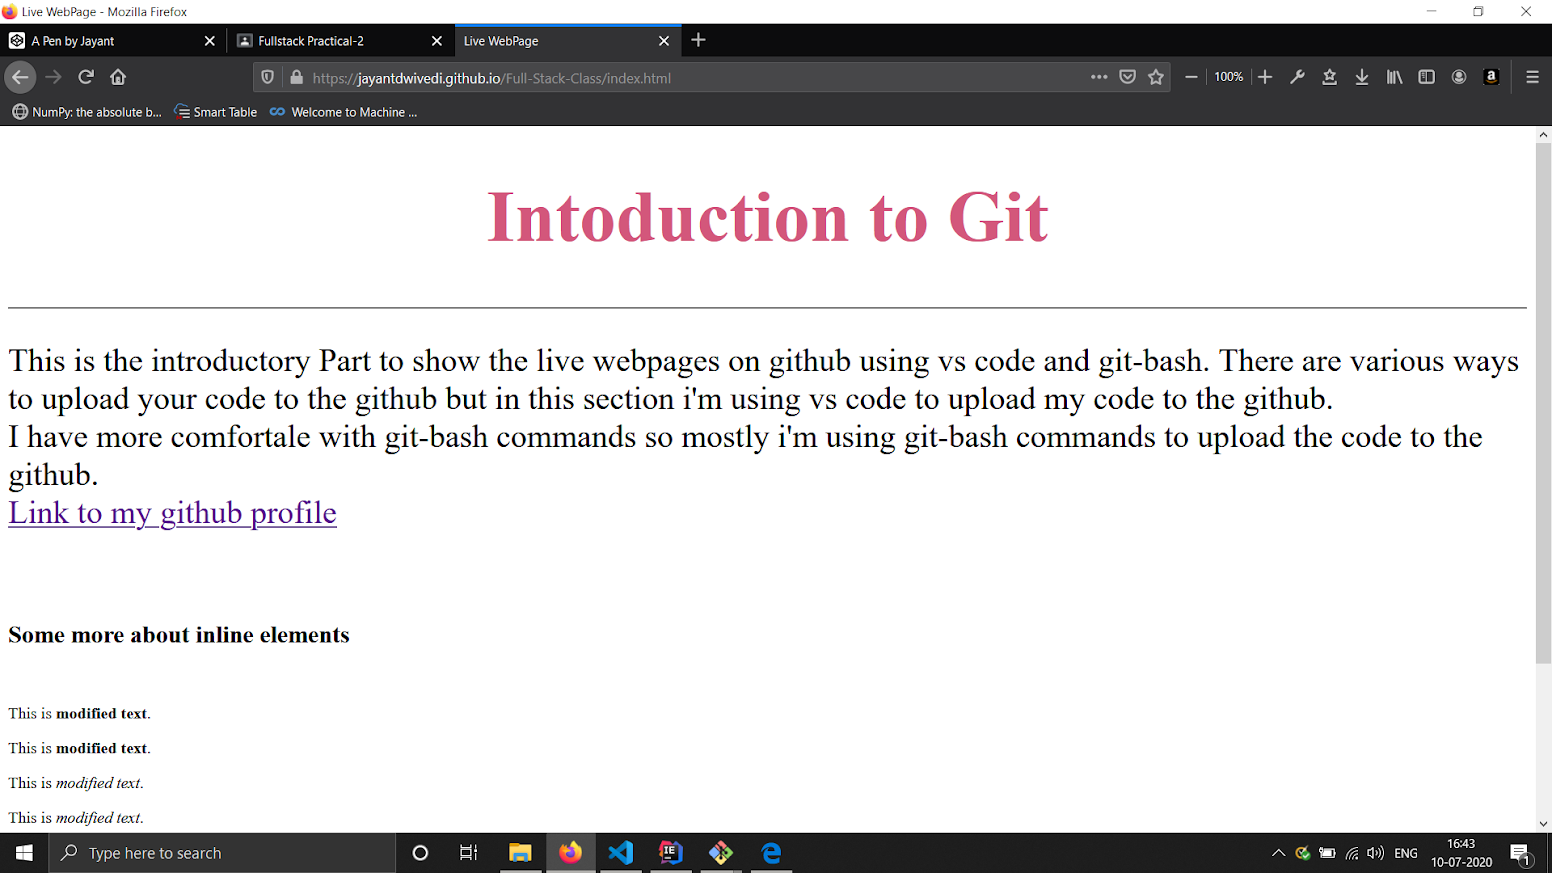 Live WebPage - Mozilla Firefox
A Pen by Jayant
Fullstack Practical-2
Live WebPage
https://jayantdwivedi.github.io/Full-Stack-Class/index.html
100%
NumPy: the absolute b...
Smart Table
Welcome to Machine ...
Intoduction to Git
This is the introductory Part to show the live webpages on github using vs code and git-bash. There are various ways
to upload your code to the github but in this section i'm using vs code to upload my code to the github.
I have more comfortale with git-bash commands so mostly i'm using git-bash commands to upload the code to the
github.
Link to my github profile
Some more about inline elements
This is modified text.
This is modified text.
This is modified text.
This is modified text.
Type here to search
ENG
16:43
10-07-2020
1